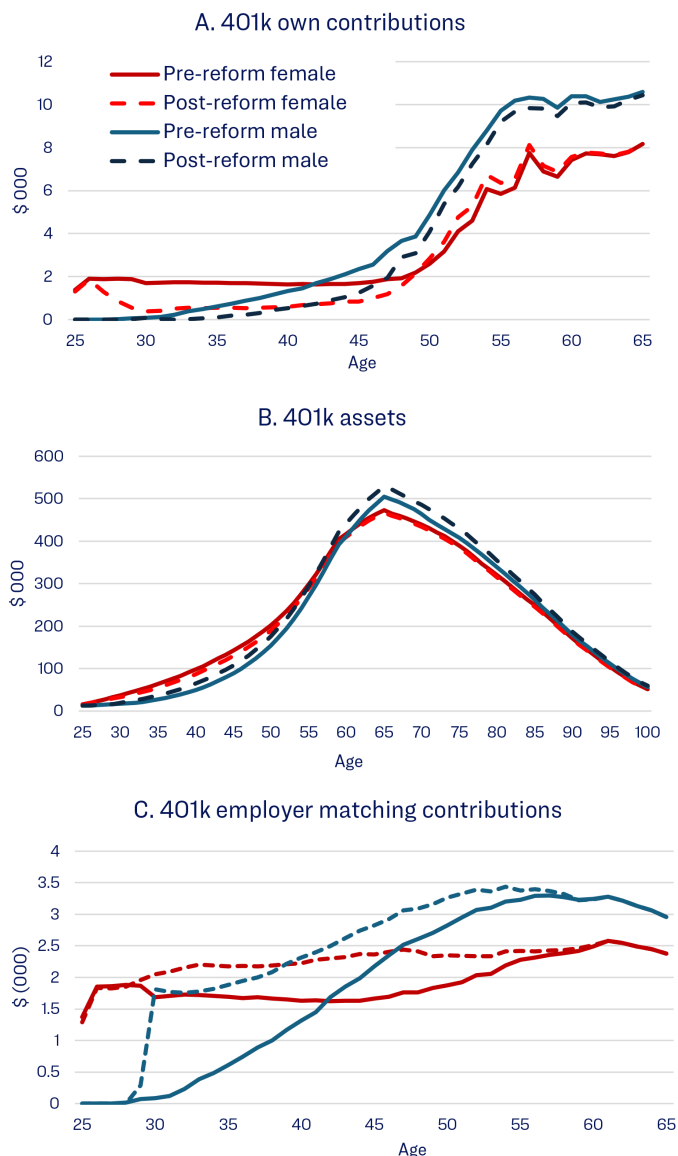 A. 401k own contributions
12
10
8
6
4
2
0
$ 000
Pre-reform female
Post-reform female
Pre-reform male
Post-reform male
25 30 35 40 45 50 55 60 65
Age
B. 401k assets
600
500
400
300
200
100
0
$ 000
25 30 35 40 45 50 55 60 65 70 75 80 85 90 95 100
Age
C. 401k employer matching contributions
4
3.5
3
2.5
2
1.5
1
0.5
0
$ (000)
25 30 35 40 45 50 55 60 65
Age